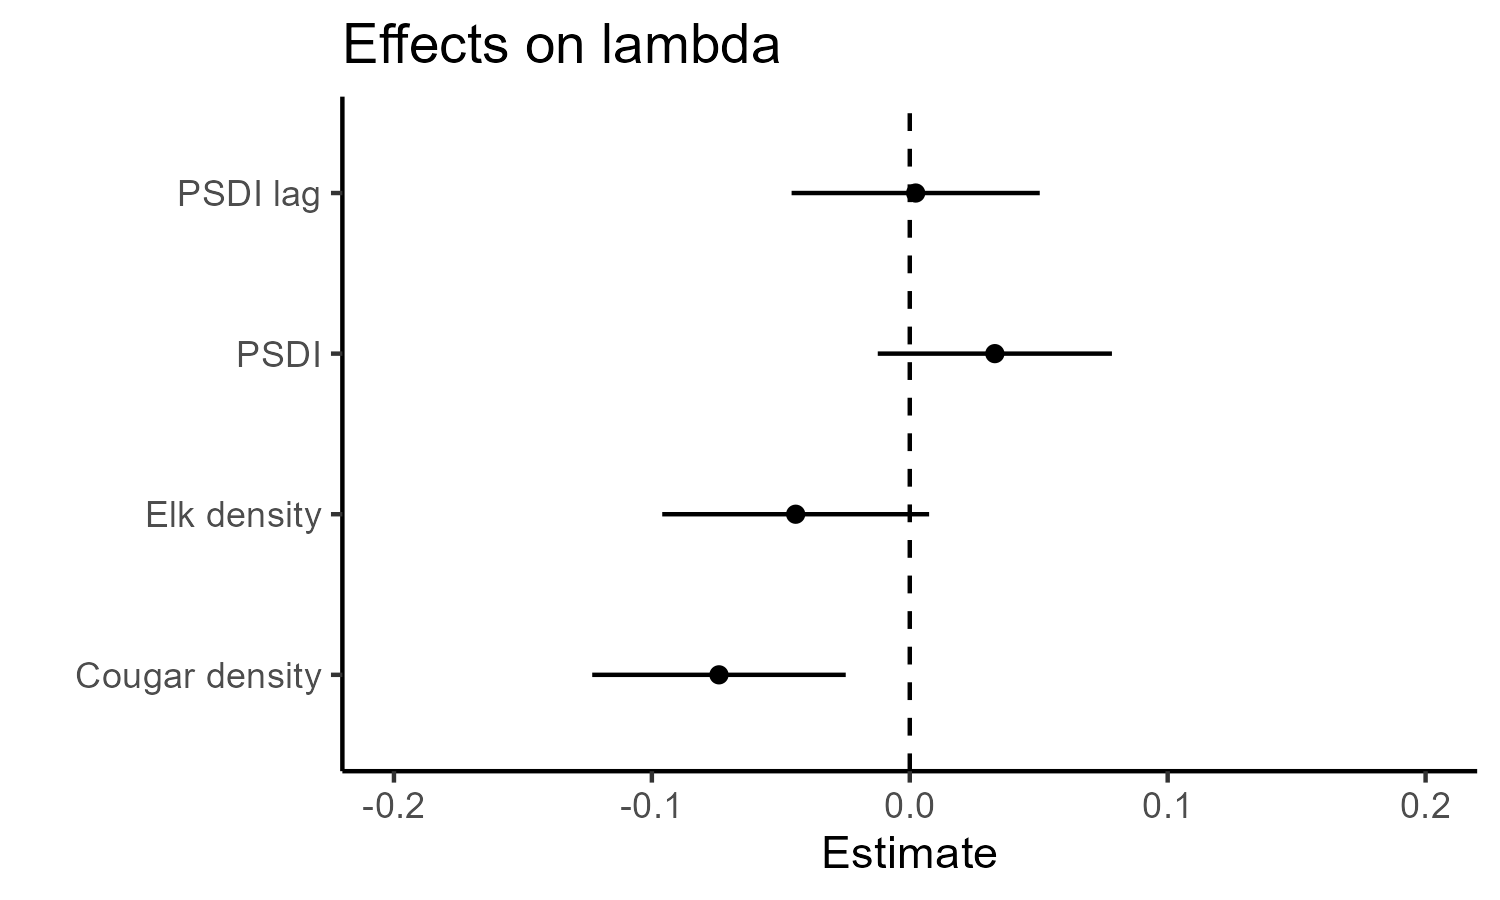 Effects on lambda
PSDI lag
PSDI
Elk density
Cougar density
-0.2 -0.1 0.0 0.1 0.2
Estimate